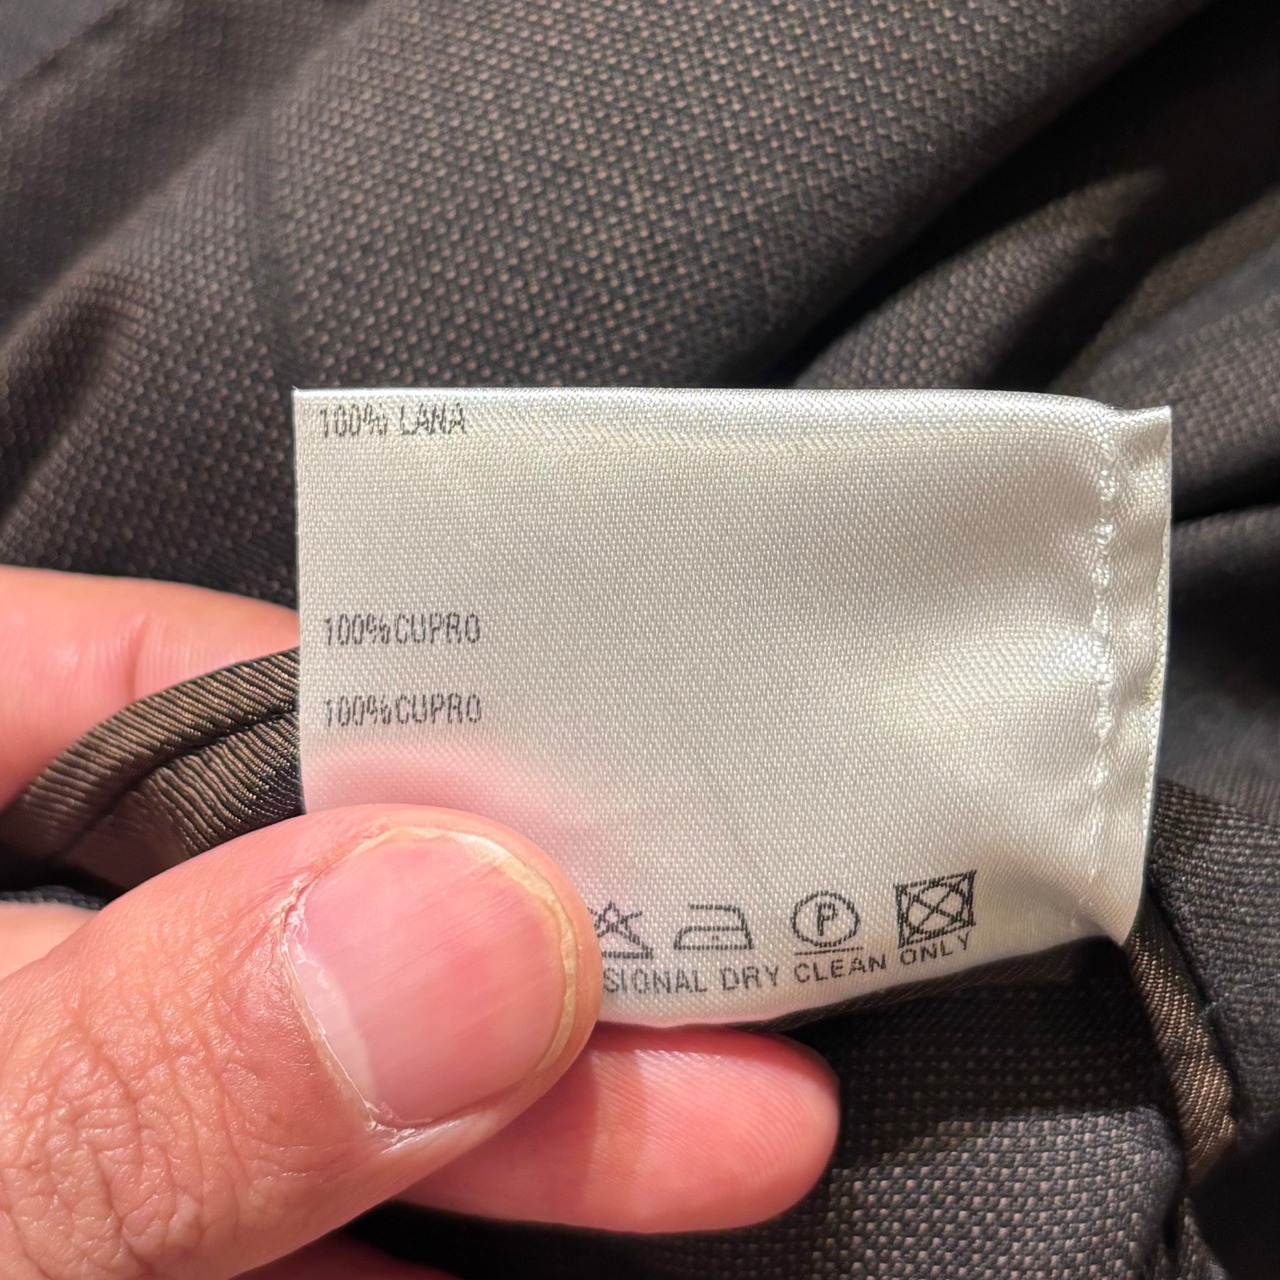 100% LANA
100%CUPRO
100%CUPRO
P
SIONAL DRY CLEAN ONLY